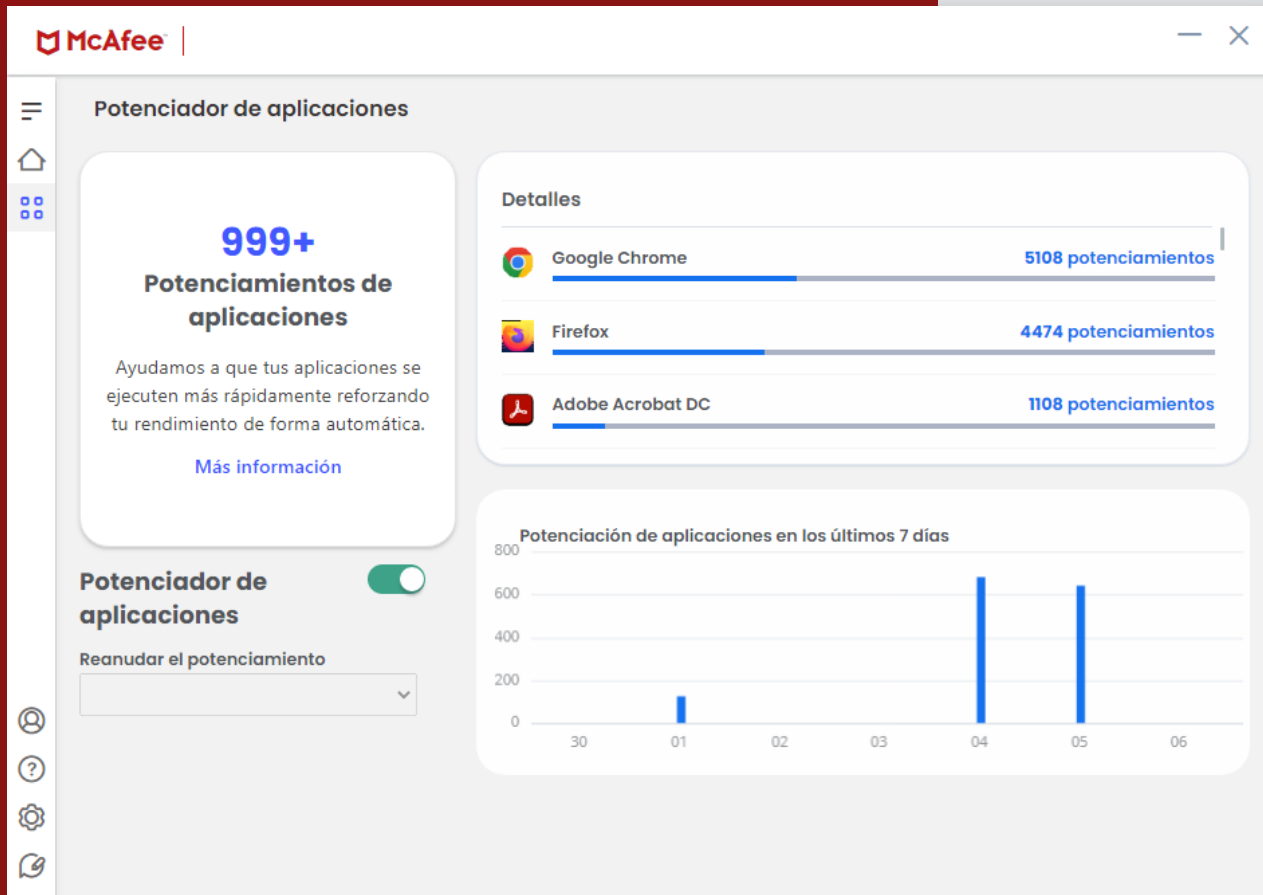 McAfee
Potenciador de aplicaciones
999+
Potenciamientos de
aplicaciones
Ayudamos a que tus aplicaciones se
ejecuten más rápidamente reforzando
tu rendimiento de forma automática.
Más información
Potenciador de
aplicaciones
Reanudar el potenciamiento
Detalles
Google Chrome 5108 potenciamientos
Firefox 4474 potenciamientos
Adobe Acrobat DC 1108 potenciamientos
Potenciación de aplicaciones en los últimos 7 días
800
600
400
200
0
30 01 02 03 04 05 06